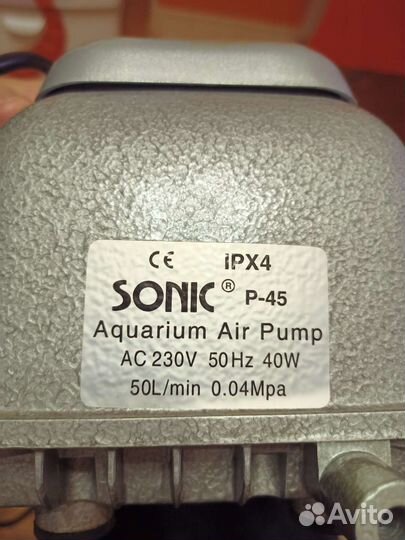 CE iPX4
SONIC® P-45
Aquarium Air Pump
AC 230V 50Hz 40W
50L/min 0.04Mpa
Avito